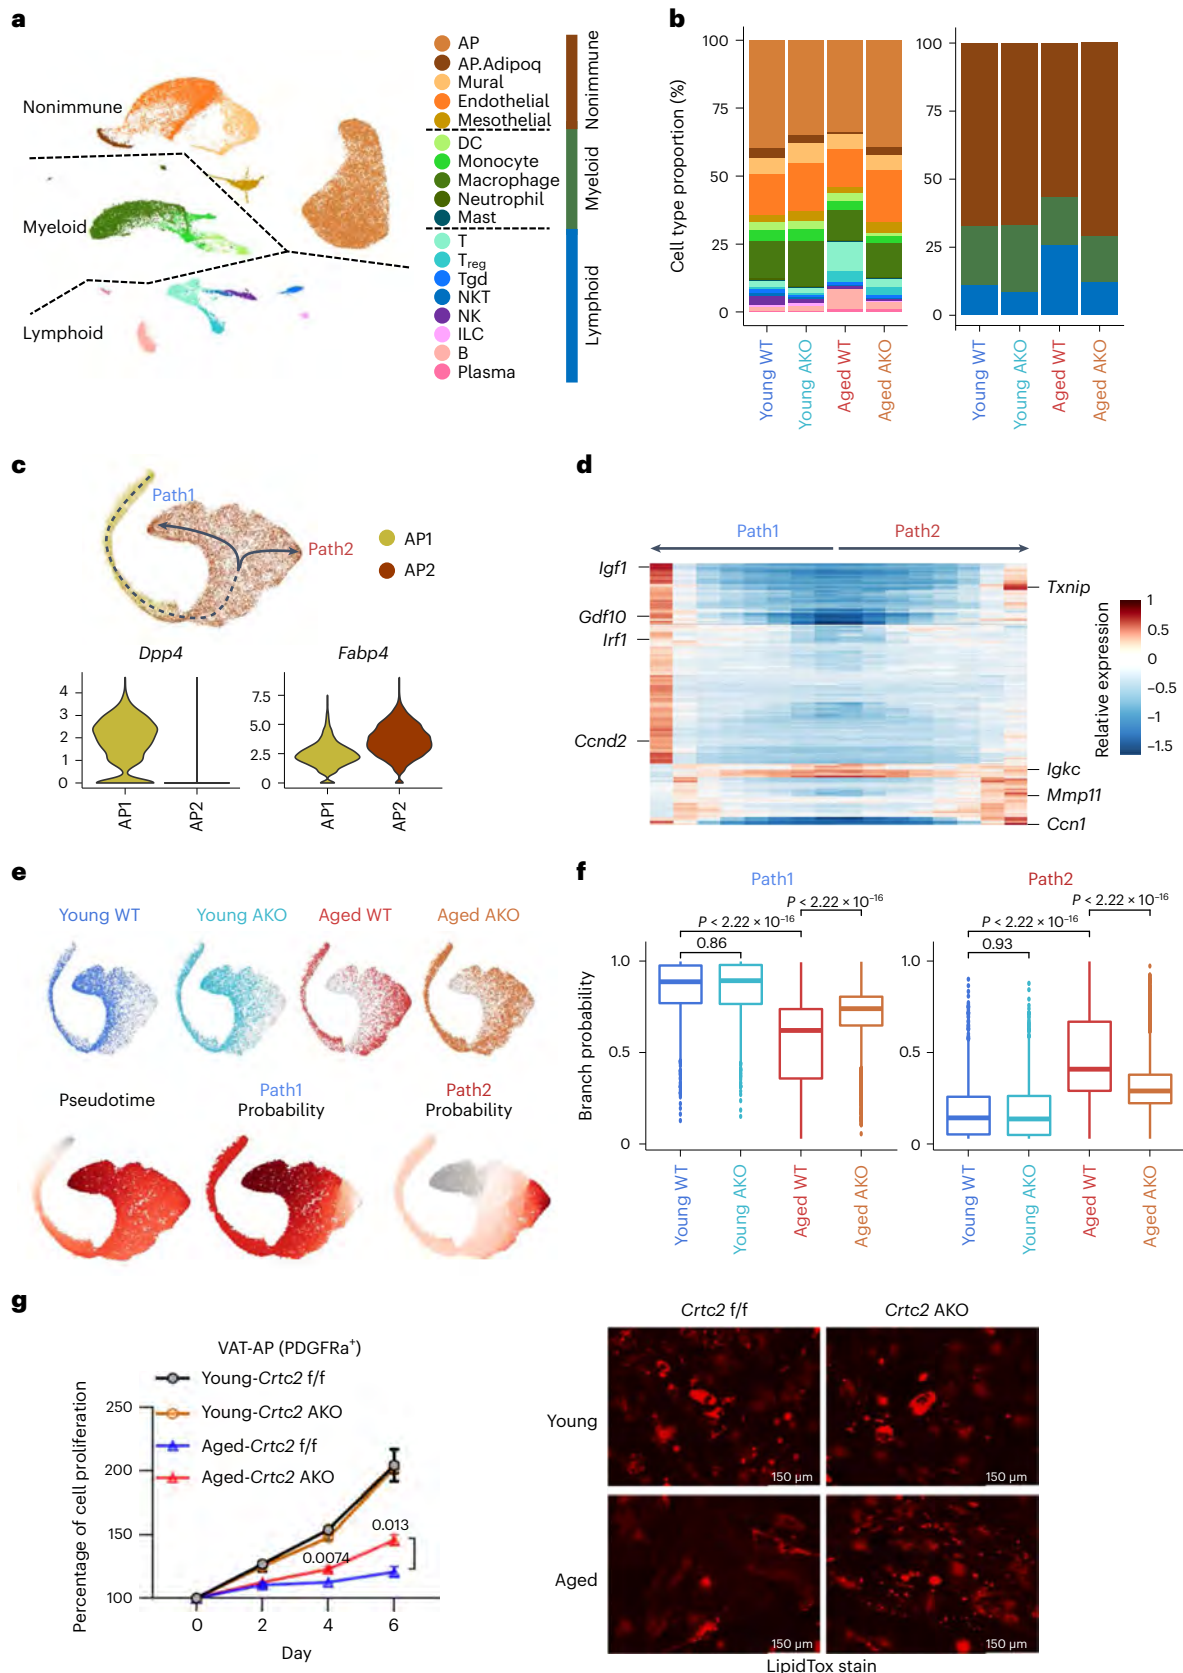 a
Nonimmune
Myeloid
Lymphoid
AP
AP.Adipoq
Mural
Endothelial
Mesothelial
DC
Monocyte
Macrophage
Neutrophil
Mast
T
Treg
Tgd
NKT
NK
ILC
B
Plasma
Nonimmune
Myeloid
Lymphoid
b
Cell type proportion (%)
100
75
50
25
0
Young WT
Young AKO
Aged WT
Aged AKO
100
75
50
25
0
Young WT
Young AKO
Aged WT
Aged AKO
c
Path1
Path2
AP1
AP2
Dpp4
4
3
2
1
0
AP1
AP2
Fabp4
7.5
5.0
2.5
0
AP1
AP2
d
Path1
Path2
Igf1
Gdf10
Irf1
Ccnd2
Txnip
Igkc
Mmp11
Ccn1
Relative expression
1
0.5
0
−0.5
−1
−1.5
e
Young WT
Young AKO
Aged WT
Aged AKO
Pseudotime
Path1
Probability
Path2
Probability
f
Path1
P < 2.22 × 10−16
P < 2.22 × 10−16
0.86
Branch probability
1.0
0.5
0
Young WT
Young AKO
Aged WT
Aged AKO
Path2
P < 2.22 × 10−16
P < 2.22 × 10−16
0.93
1.0
0.5
0
Young WT
Young AKO
Aged WT
Aged AKO
g
VAT-AP (PDGFRa+)
Young-Crtc2 f/f
Young-Crtc2 AKO
Aged-Crtc2 f/f
Aged-Crtc2 AKO
Percentage of cell proliferation
250
200
150
100
0.013
0.0074
0
2
4
6
Day
Crtc2 f/f
Crtc2 AKO
Young
150 µm
150 µm
Aged
150 µm
150 µm
LipidTox stain